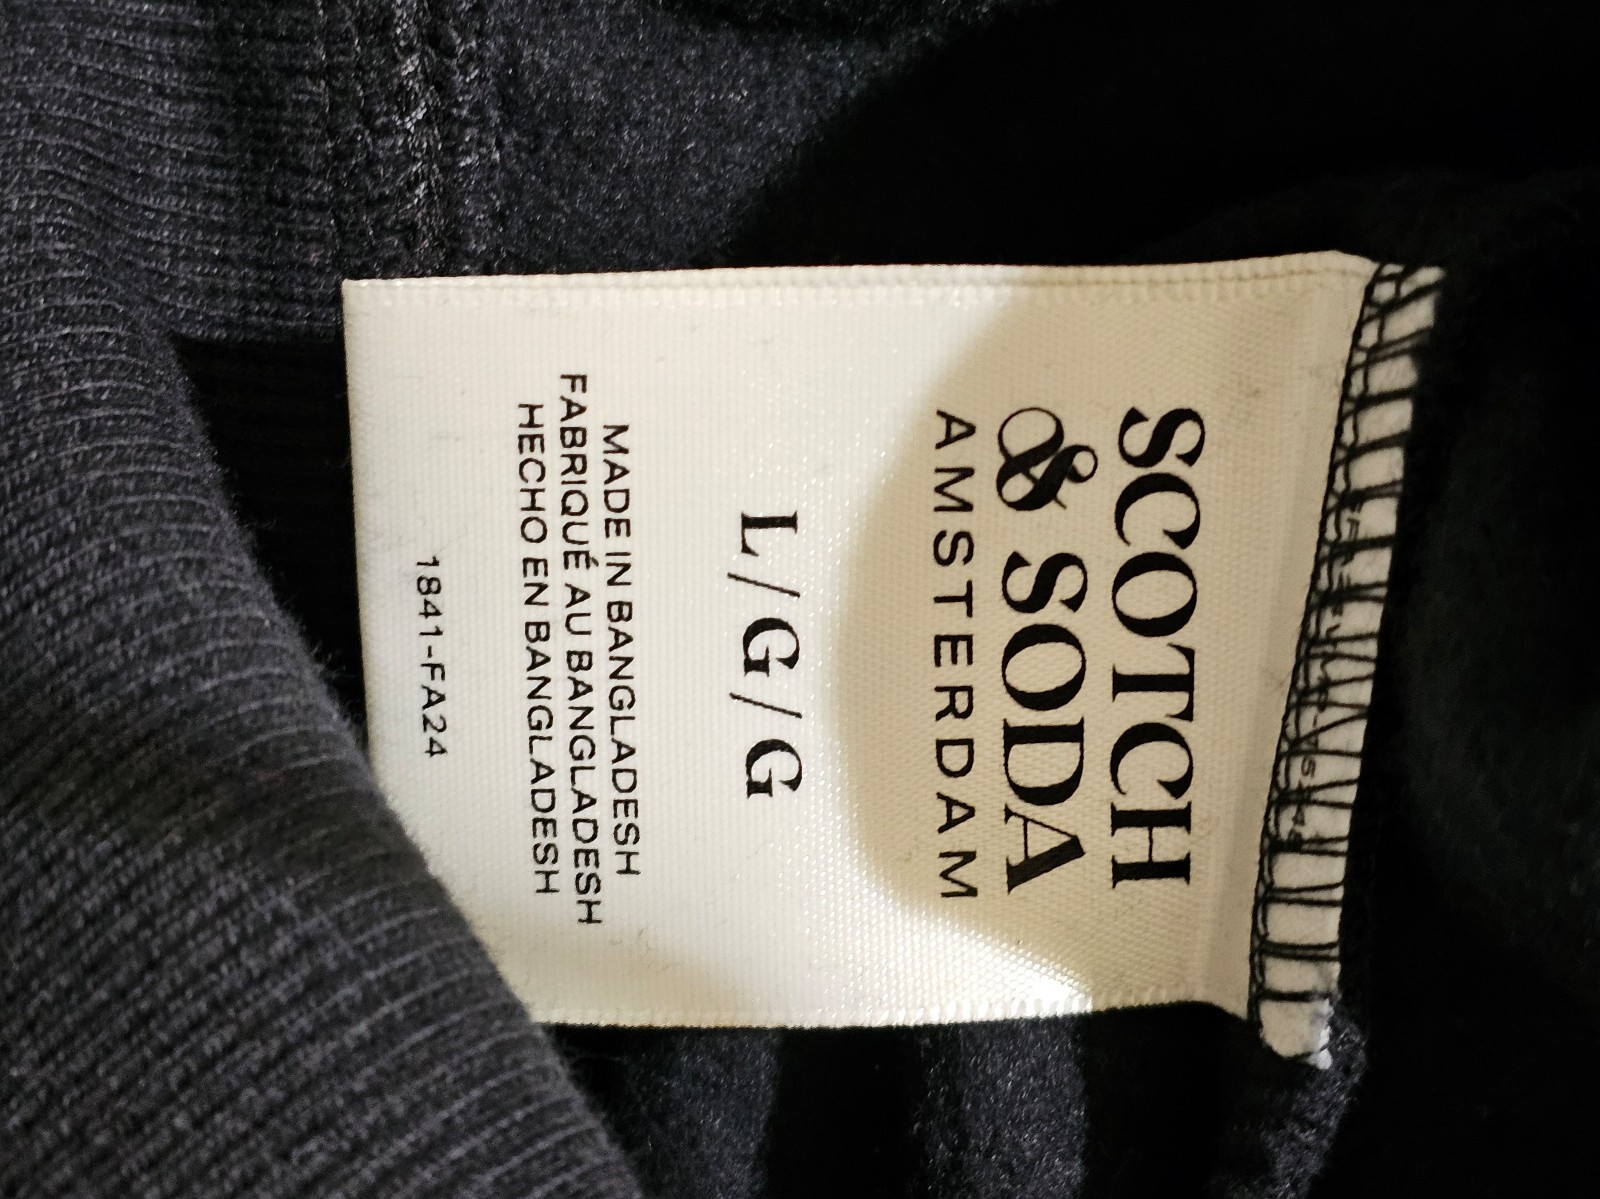 SCOTCH
& SODA
AMSTERDAM
L/G/G
MADE IN BANGLADESH
FABRIQUÉ AU BANGLADESH
HECHO EN BANGLADESH
1841-FA24